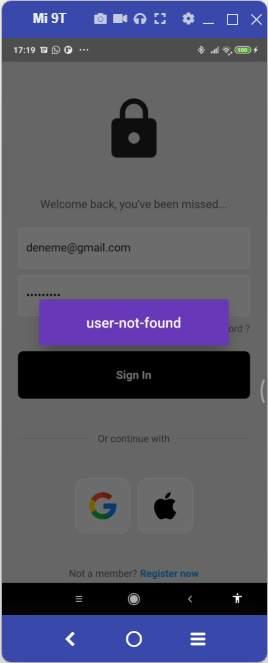 Mi 9T
17:19
100
Welcome back, you've been missed...
deneme@gmail.com
•••••••••
user-not-found
ord ?
Sign In
Or continue with
Not a member? Register now